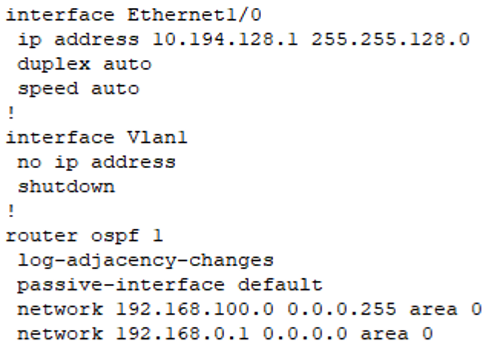 interface Ethernet1/0
 ip address 10.194.128.1 255.255.128.0
 duplex auto
 speed auto
!
interface Vlan1
 no ip address
 shutdown
!
router ospf 1
 log-adjacency-changes
 passive-interface default
 network 192.168.100.0 0.0.0.255 area 0
 network 192.168.0.1 0.0.0.0 area 0